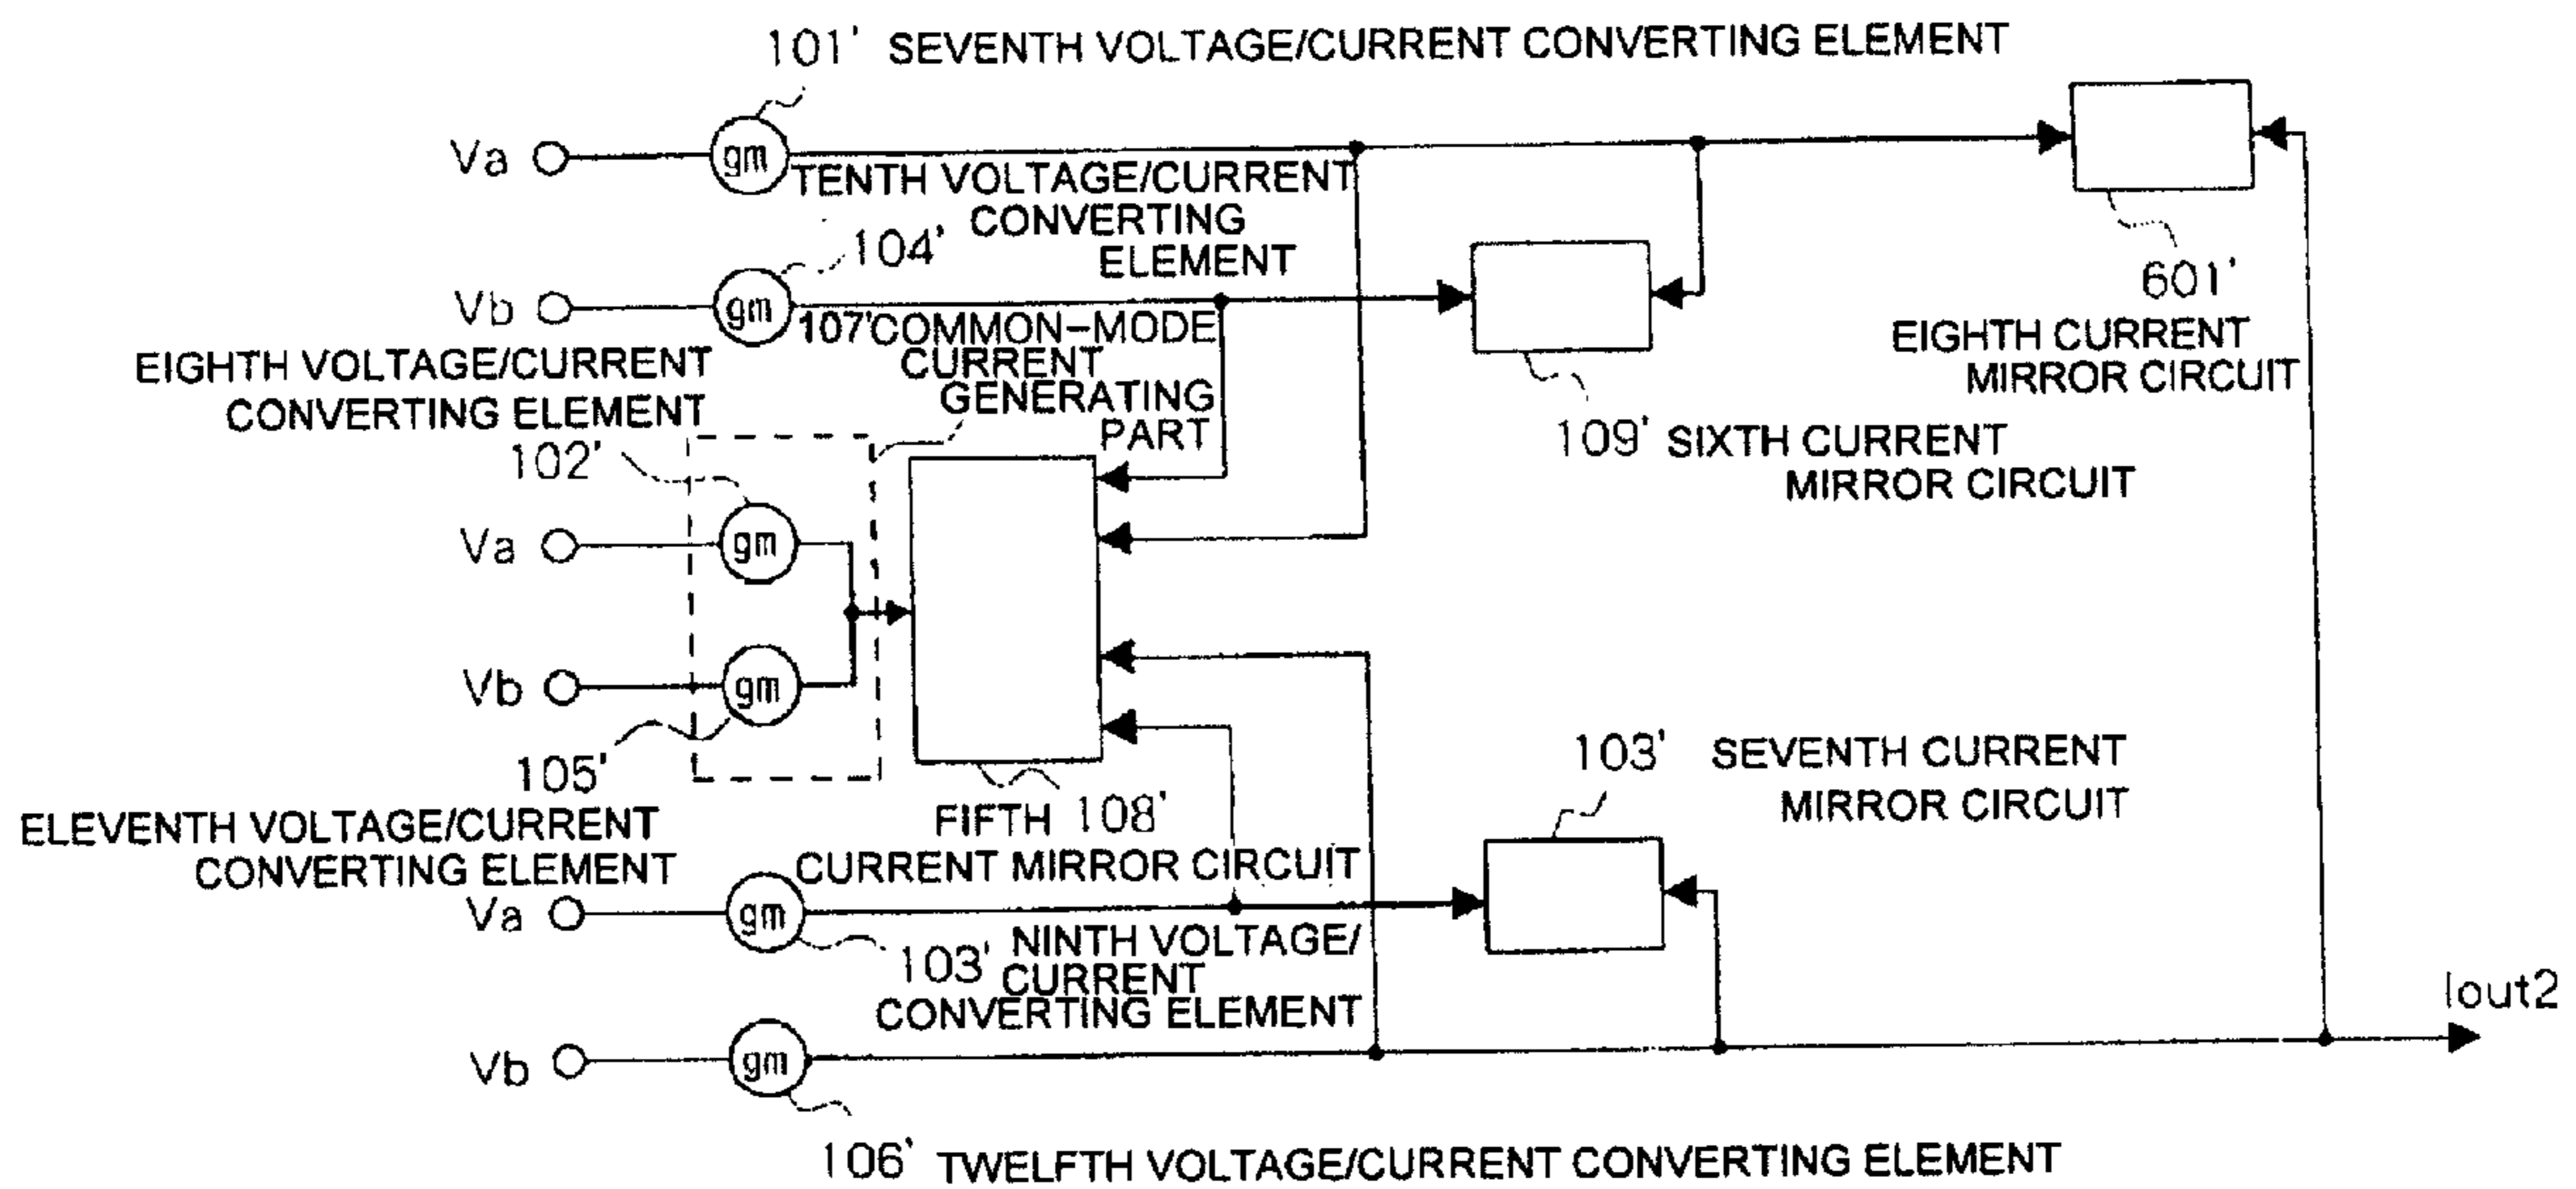 101' SEVENTH VOLTAGE/CURRENT CONVERTING ELEMENT
Va
gm
TENTH VOLTAGE/CURRENT
CONVERTING
ELEMENT
104'
Vb
gm
601'
EIGHTH CURRENT
MIRROR CIRCUIT
107' COMMON-MODE
CURRENT
GENERATING
PART
EIGHTH VOLTAGE/CURRENT
CONVERTING ELEMENT
102'
109' SIXTH CURRENT
MIRROR CIRCUIT
Va
gm
Vb
gm
105'
ELEVENTH VOLTAGE/CURRENT
CONVERTING ELEMENT
FIFTH 108'
CURRENT MIRROR CIRCUIT
103' SEVENTH CURRENT
MIRROR CIRCUIT
Va
gm
103' NINTH VOLTAGE/
CURRENT
CONVERTING ELEMENT
Iout2
Vb
gm
106' TWELFTH VOLTAGE/CURRENT CONVERTING ELEMENT